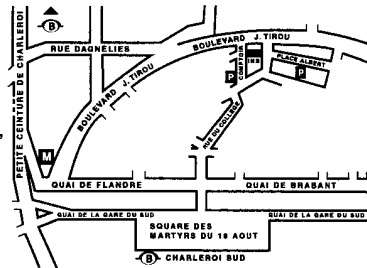 B
RUE DAGNELIES
PETITE CEINTURE DE CHARLEROI
BOULEVARD J. TIROU
BOULEVARD J. TIROU
COMPTOIR
INS
PLACE ALBERT
P
P
RUE DU COLLEGE
M
QUAI DE FLANDRE
QUAI DE BRABANT
QUAI DE LA GARE DU SUD
QUAI DE LA GARE DU SUD
SQUARE DES
MARTYRS DU 18 AOUT
B CHARLEROI SUD